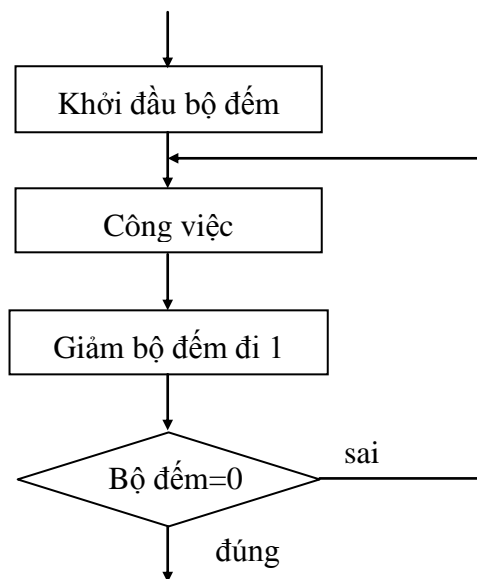 Khởi đầu bộ đếm
Công việc
Giảm bộ đếm đi 1
Bộ đếm=0
sai
đúng